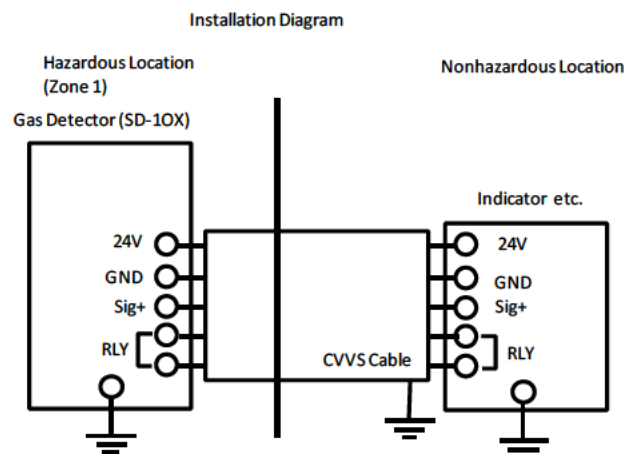 Installation Diagram
Hazardous Location
(Zone 1)
Nonhazardous Location
Gas Detector (SD-1OX)
Indicator etc.
24V
GND
Sig+
RLY
CVVS Cable
24V
GND
Sig+
RLY